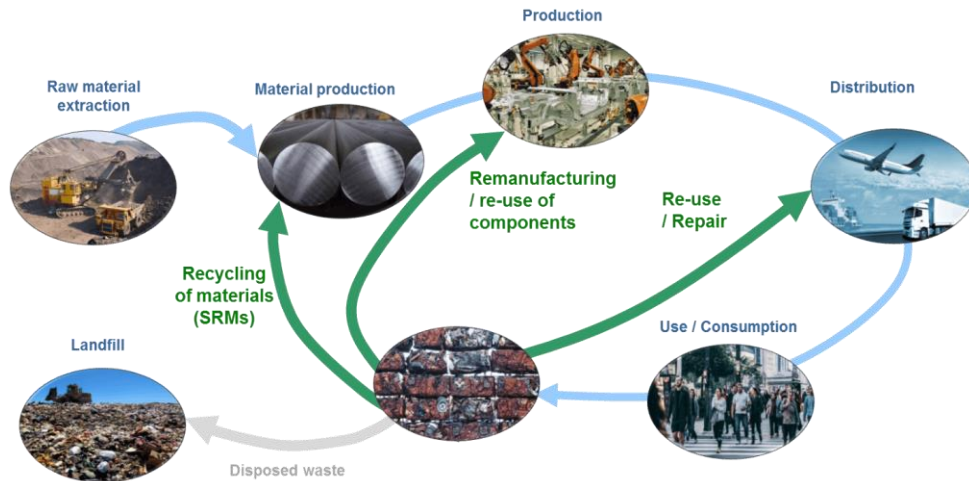 Production
Raw material
extraction
Material production
Distribution
Remanufacturing
/ re-use of
components
Re-use
/ Repair
Recycling
of materials
(SRMs)
Landfill
Use / Consumption
Disposed waste